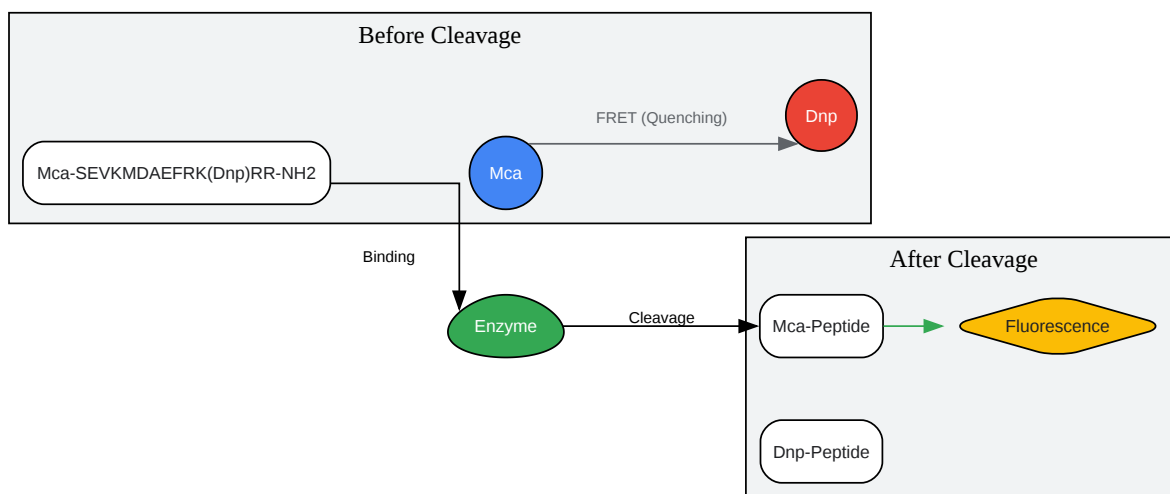 Before Cleavage
Dnp
FRET (Quenching)
Mca-SEVKMDAEFRK(Dnp)RR-NH2
Mca
Binding
After Cleavage
Enzyme
Cleavage
Mca-Peptide
Fluorescence
Dnp-Peptide